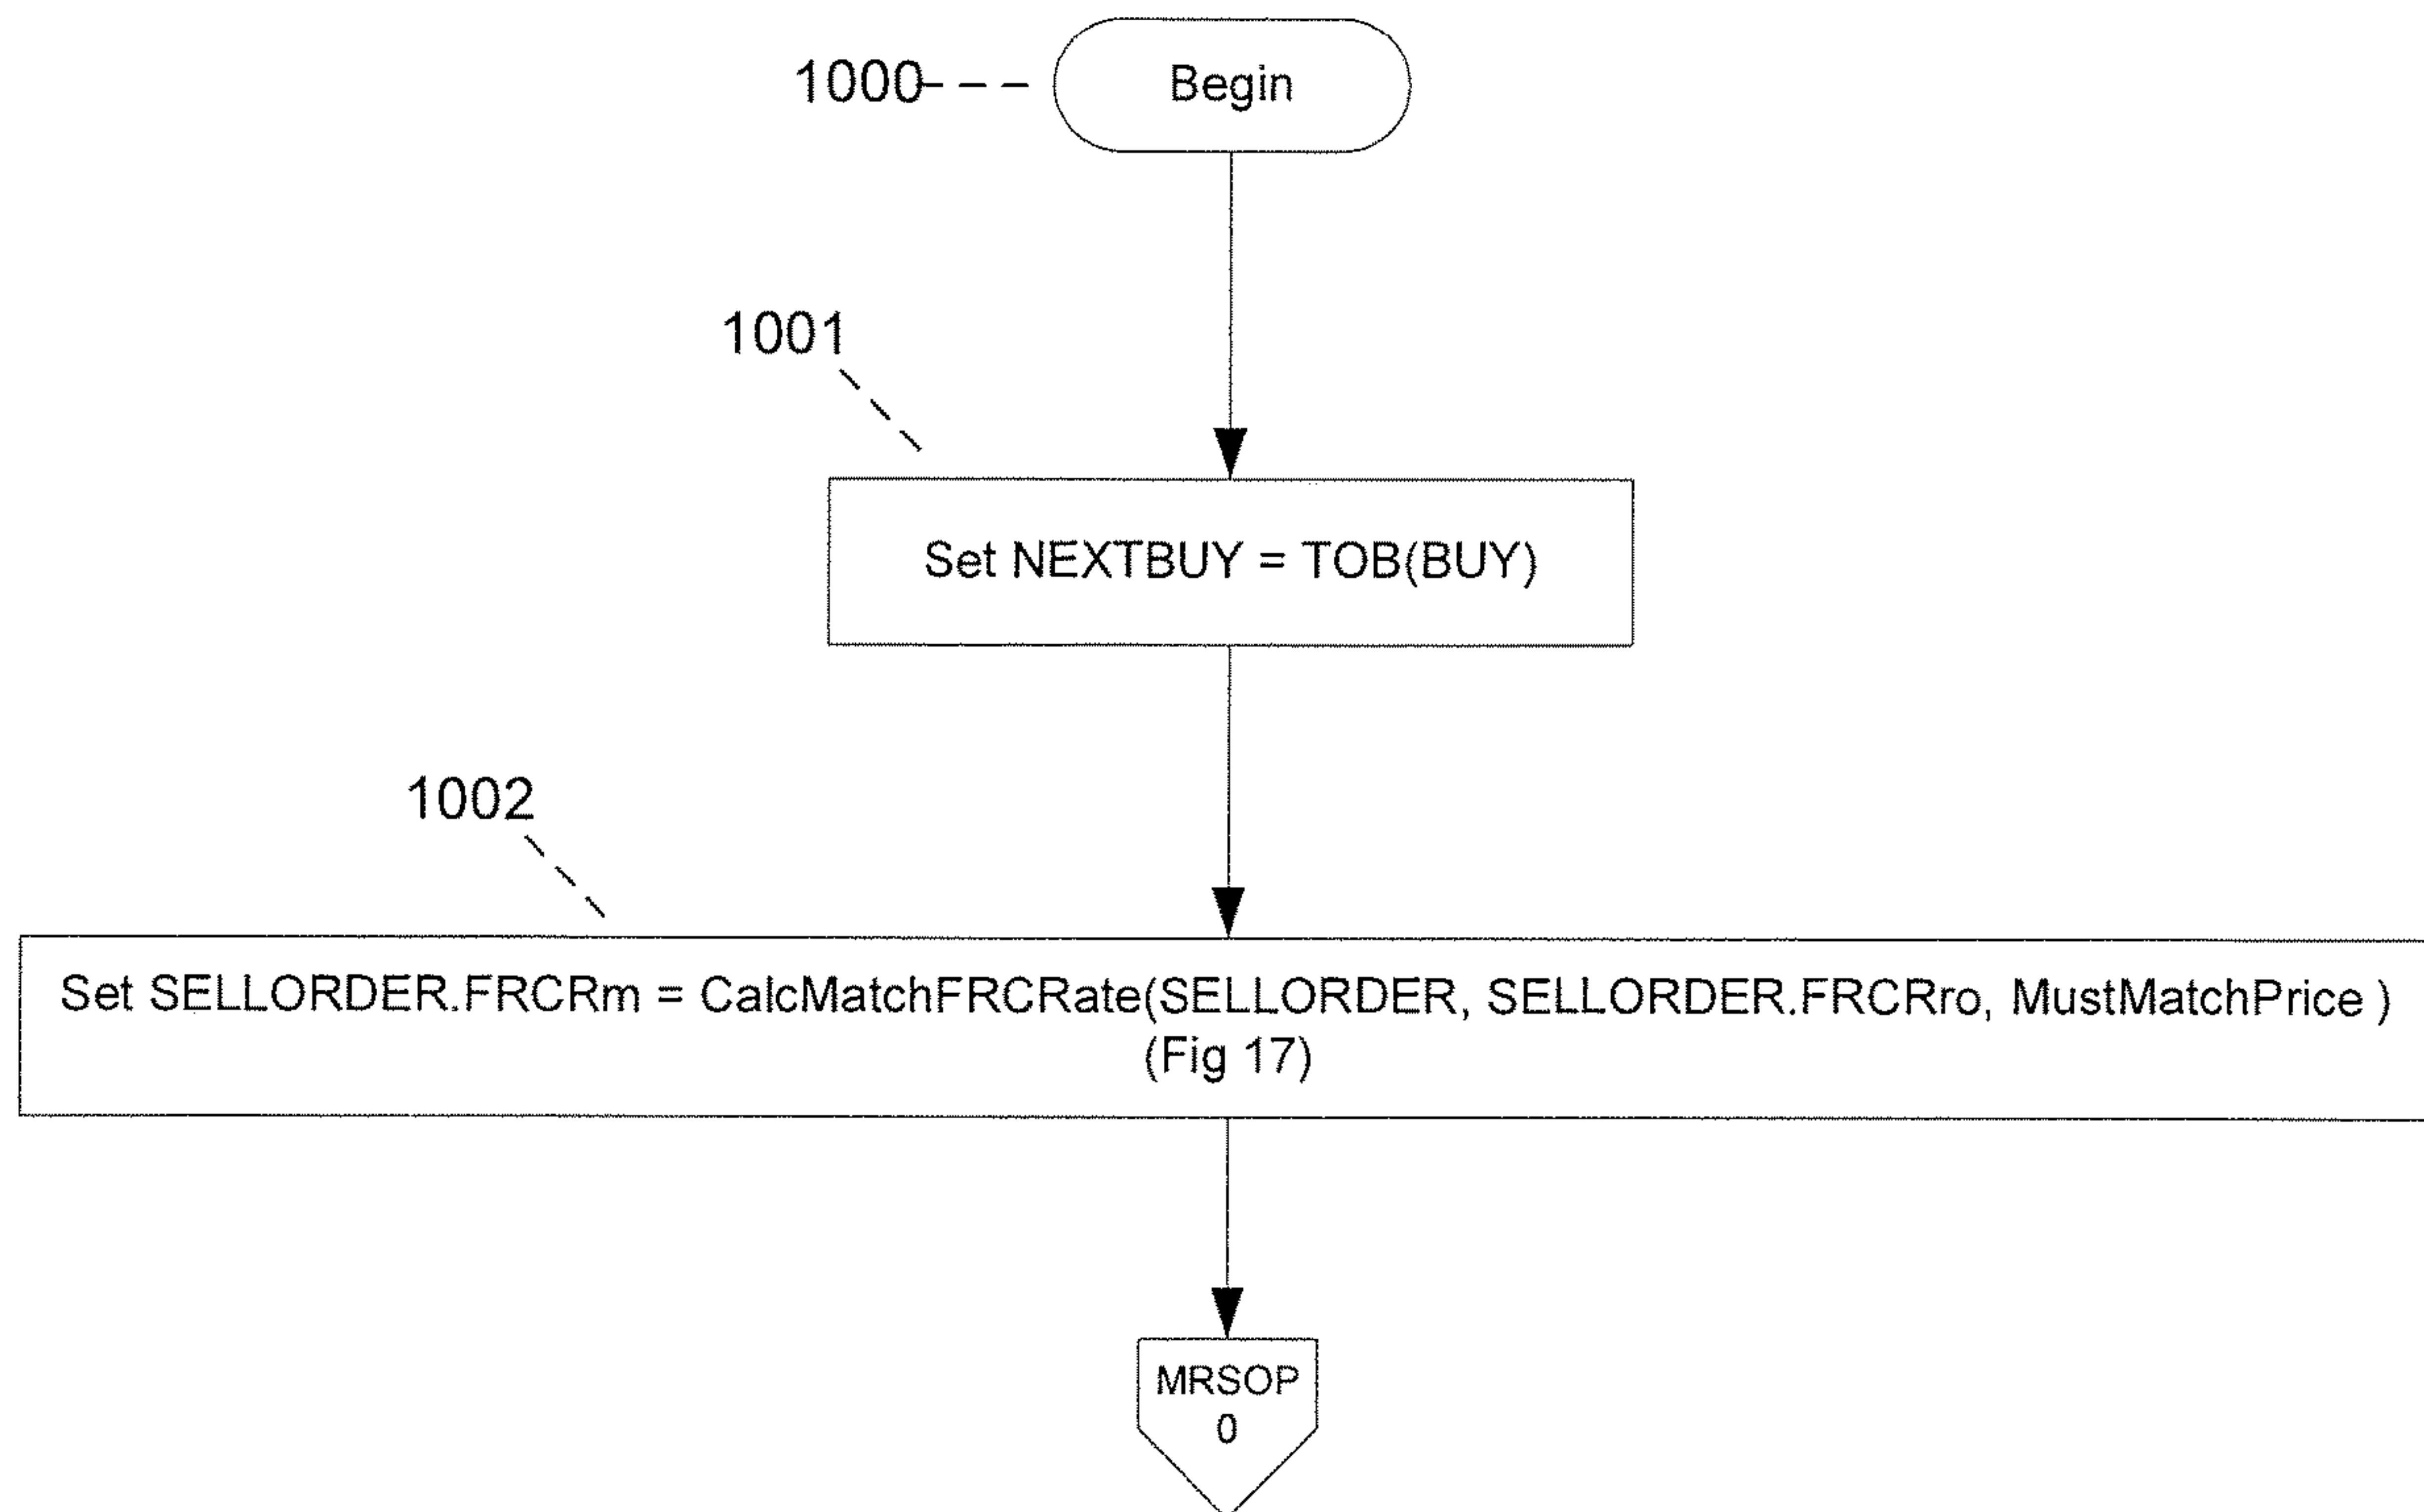 1000
Begin
1001
Set NEXTBUY = TOB(BUY)
1002
Set SELLORDER.FRCRm = CalcMatchFRCRate(SELLORDER, SELLORDER.FRCRro, MustMatchPrice )
(Fig 17)
MRSOP
0